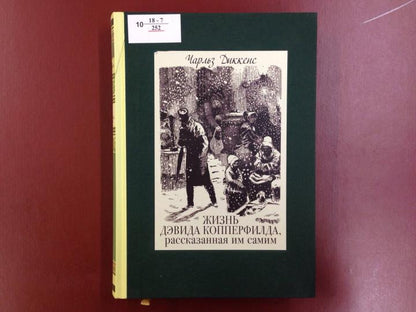 10 18-7
252
Чарльз Диккенс
ЖИЗНЬ
ДЭВИДА КОППЕРФИЛДА,
рассказанная им самим